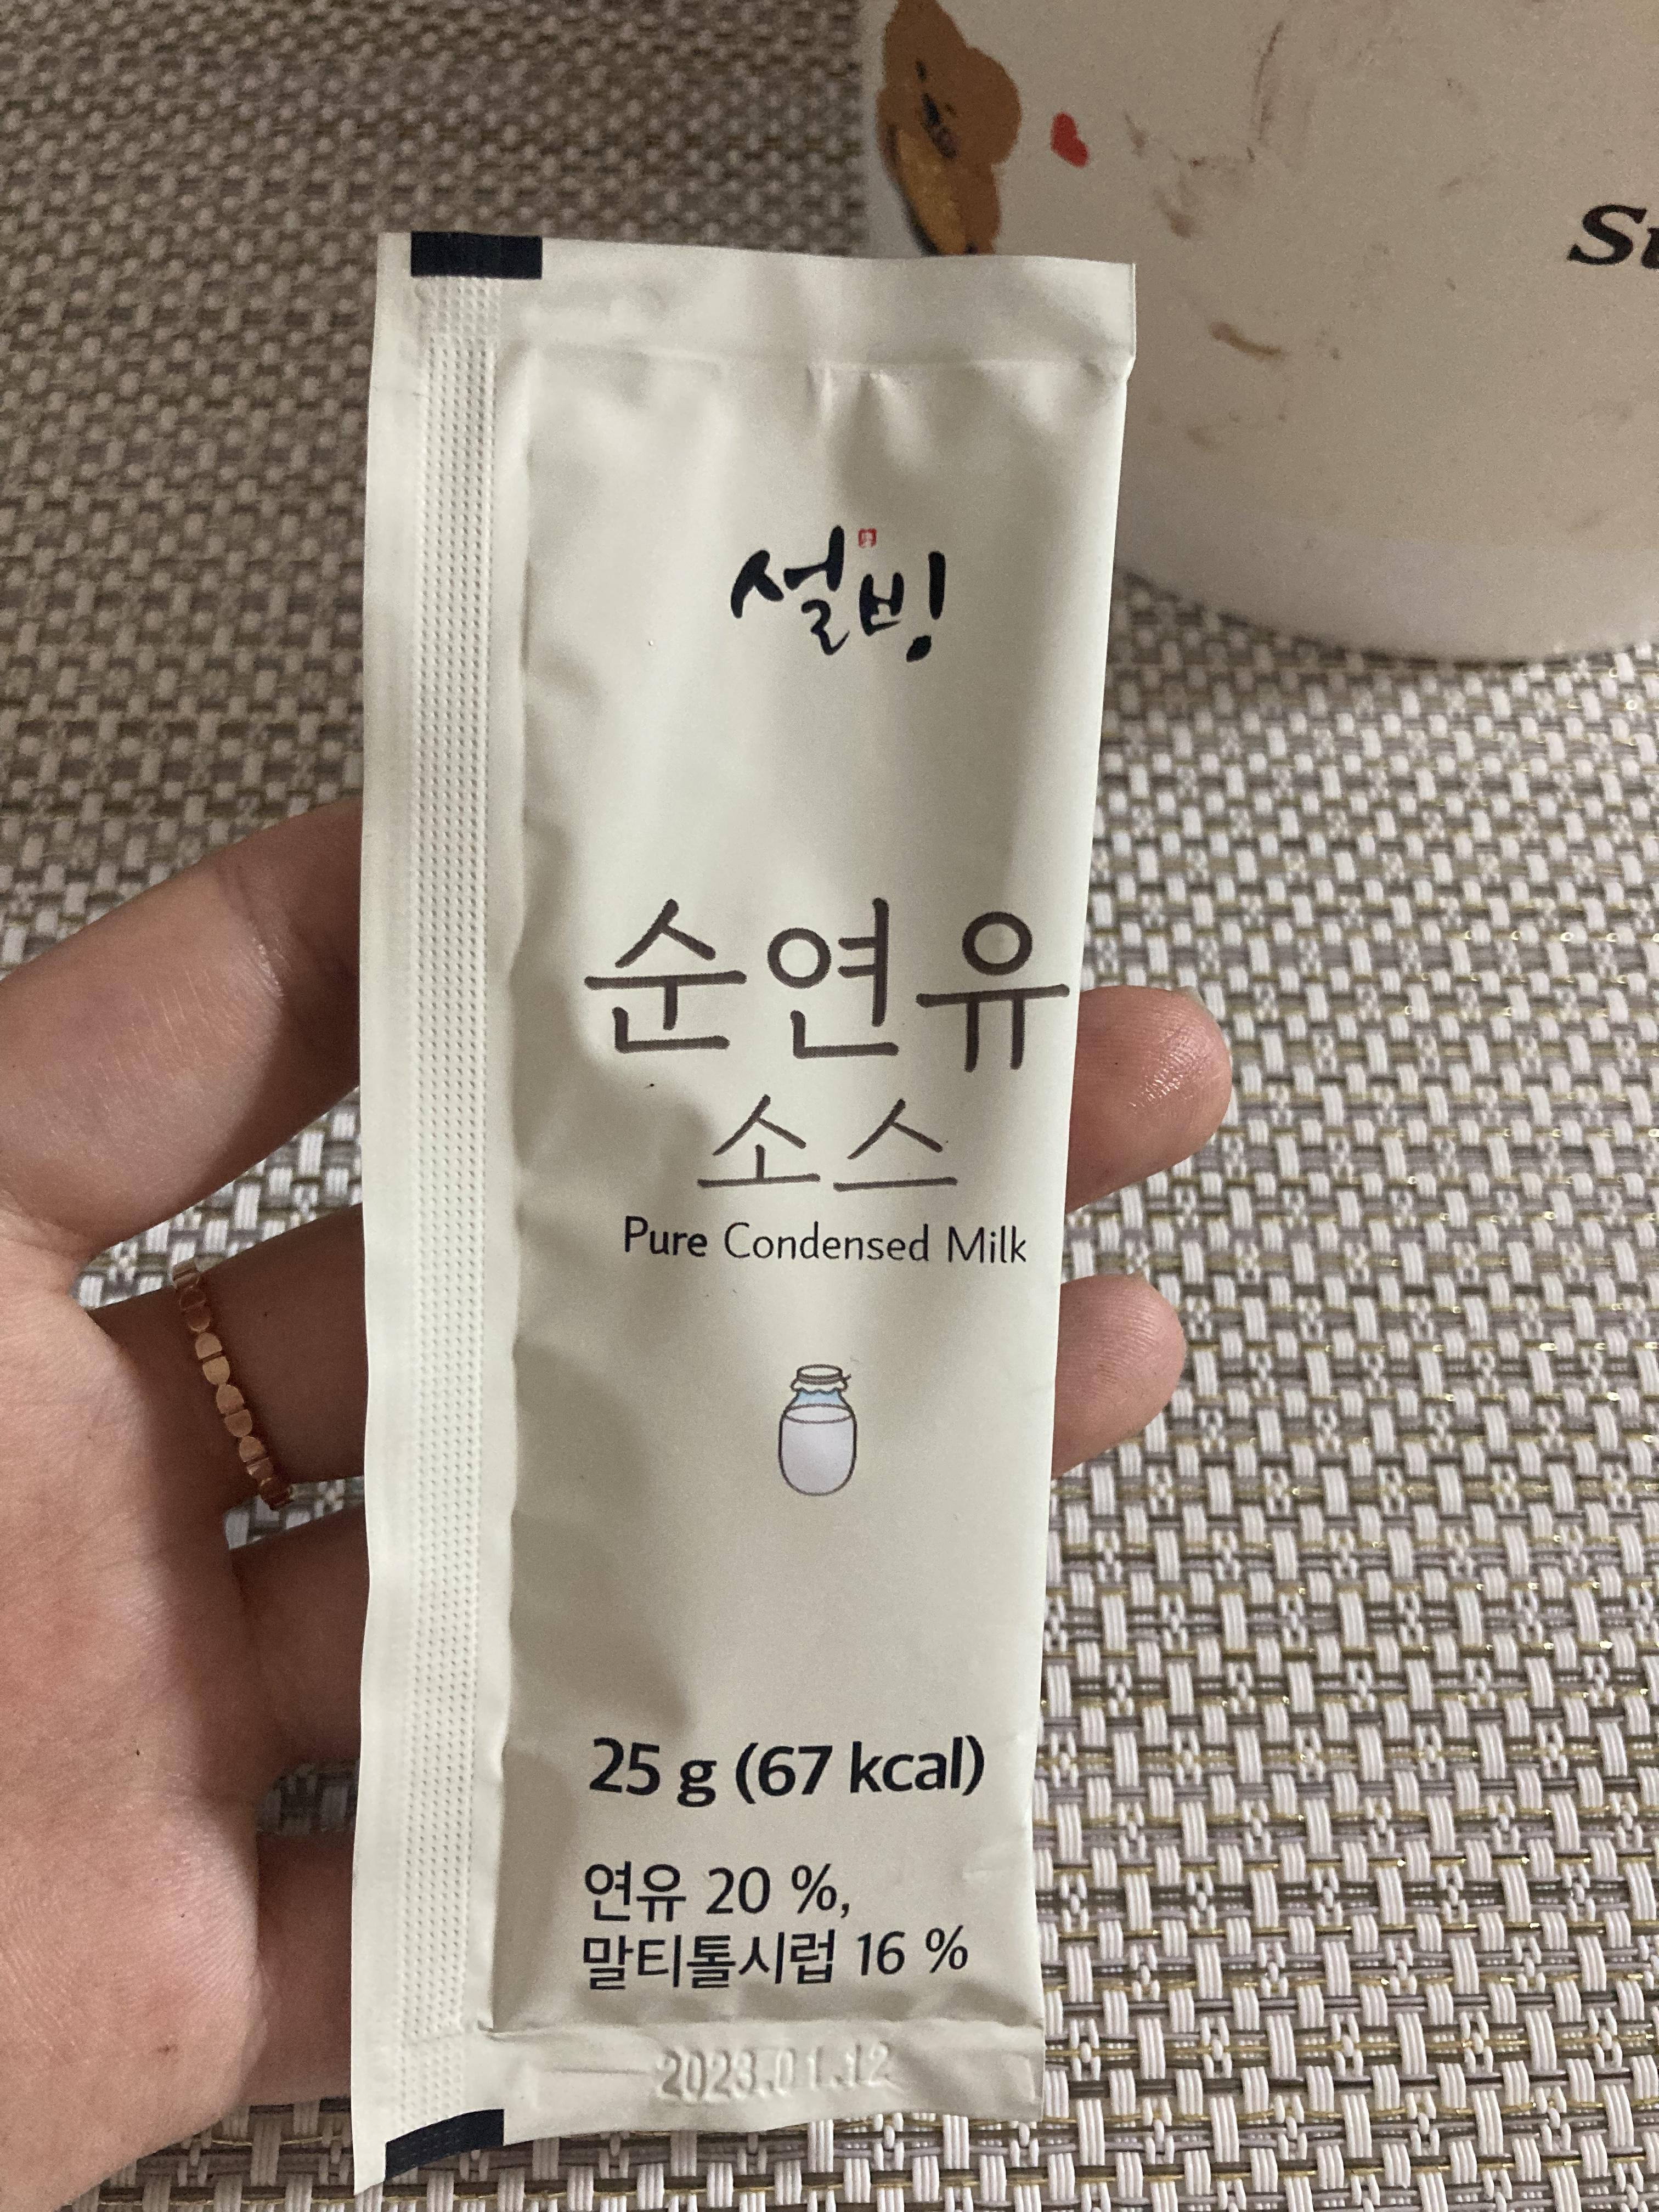 설빙
순연유
소스
Pure Condensed Milk
25 g (67 kcal)
연유 20 %,
말티톨시럽 16 %
2023.01.12